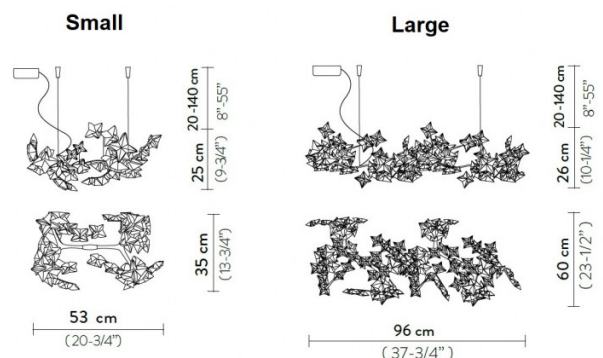 Small
20-140 cm
8”-55”
25 cm
(9-3/4”)
35 cm
(13-3/4”)
53 cm
(20-3/4”)
Large
20-140 cm
8”-55”
26 cm
(10-1/4”)
60 cm
(23-1/2”)
96 cm
(37-3/4”)